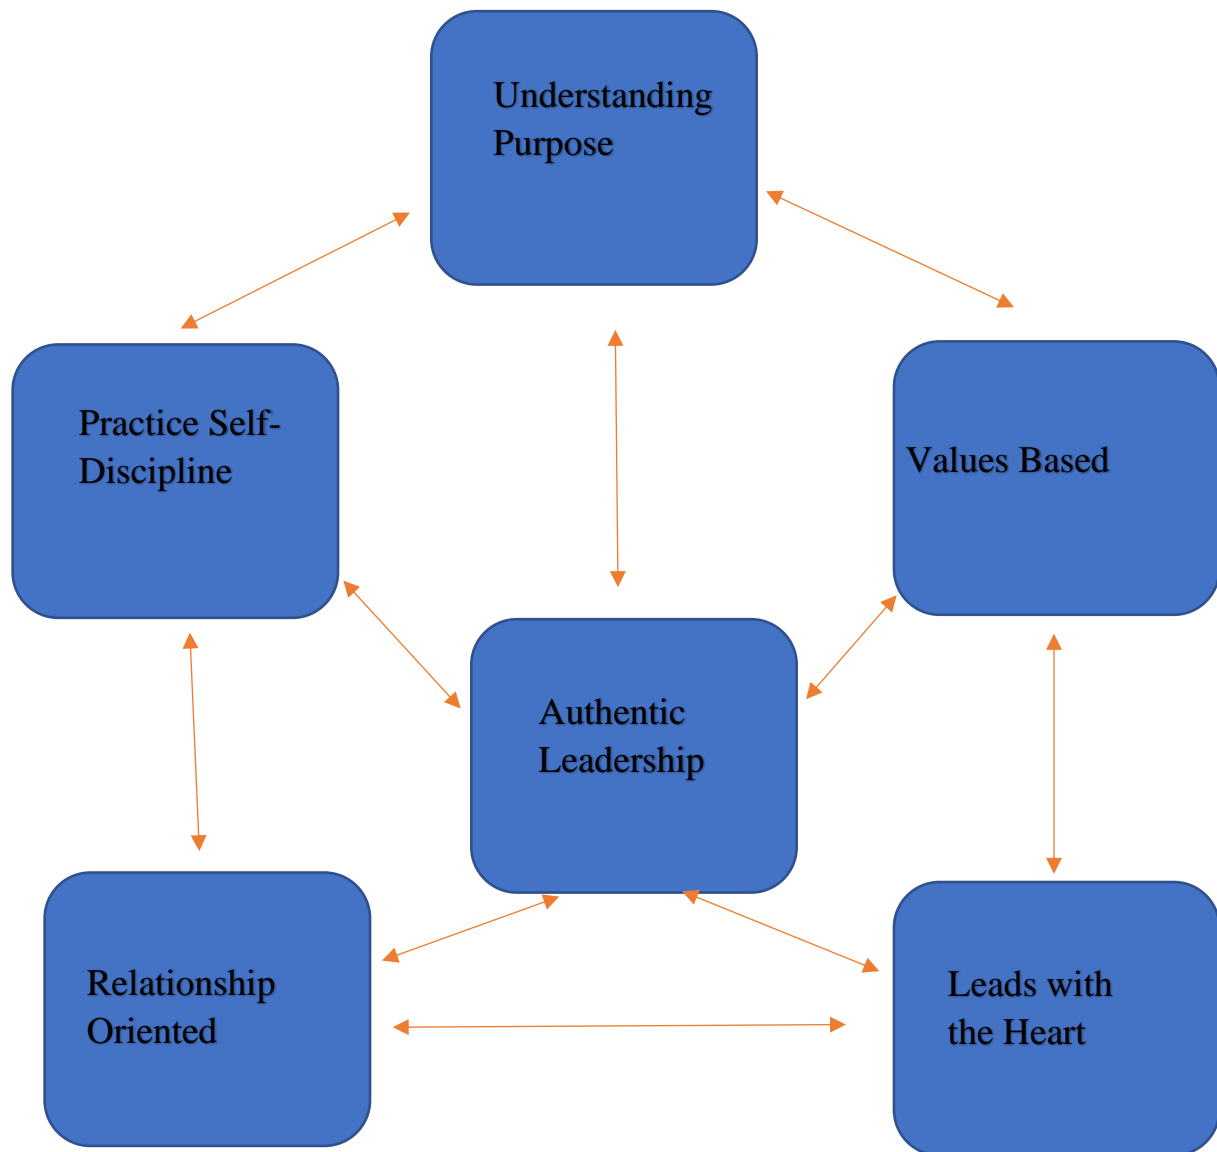 Understanding
Purpose
Practice Self-
Discipline
Values Based
Authentic
Leadership
Relationship
Oriented
Leads with
the Heart